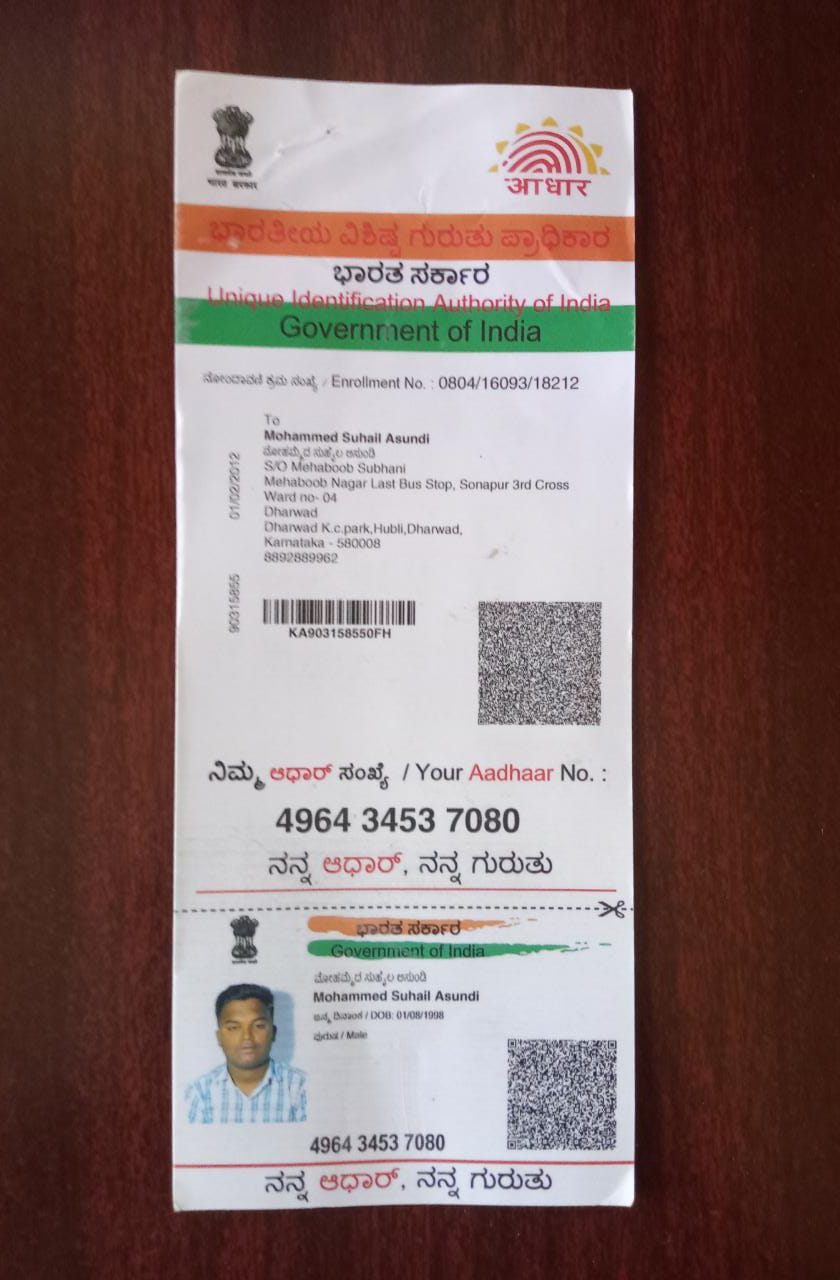 भारत सरकार
आधार
ಭಾರತೀಯ ವಿಶಿಷ್ಟ ಗುರುತು ಪ್ರಾಧಿಕಾರ
ಭಾರತ ಸರ್ಕಾರ
Unique Identification Authority of India
Government of India
ನೋಂದಾವಣಿ ಕ್ರಮ ಸಂಖ್ಯೆ / Enrollment No. : 0804/16093/18212
To
Mohammed Suhail Asundi
ಮೋಹಮ್ಮೆದ ಸುಹೈಲ ಅಸುಂಡಿ
S/O Mehaboob Subhani
Mehaboob Nagar Last Bus Stop, Sonapur 3rd Cross
Ward no- 04
Dharwad
Dharwad K.c.park,Hubli,Dharwad,
Karnataka - 580008
8892889962
01/02/2012
90315855
KA903158550FH
ನಿಮ್ಮ ಆಧಾರ್ ಸಂಖ್ಯೆ / Your Aadhaar No. :
4964 3453 7080
ನನ್ನ ಆಧಾರ್, ನನ್ನ ಗುರುತು
ಭಾರತ ಸರ್ಕಾರ
Government of India
ಮೋಹಮ್ಮೆದ ಸುಹೈಲ ಅಸುಂಡಿ
Mohammed Suhail Asundi
ಜನ್ಮ ದಿನಾಂಕ / DOB: 01/08/1998
ಪುರುಷ / Male
4964 3453 7080
ನನ್ನ ಆಧಾರ್, ನನ್ನ ಗುರುತು